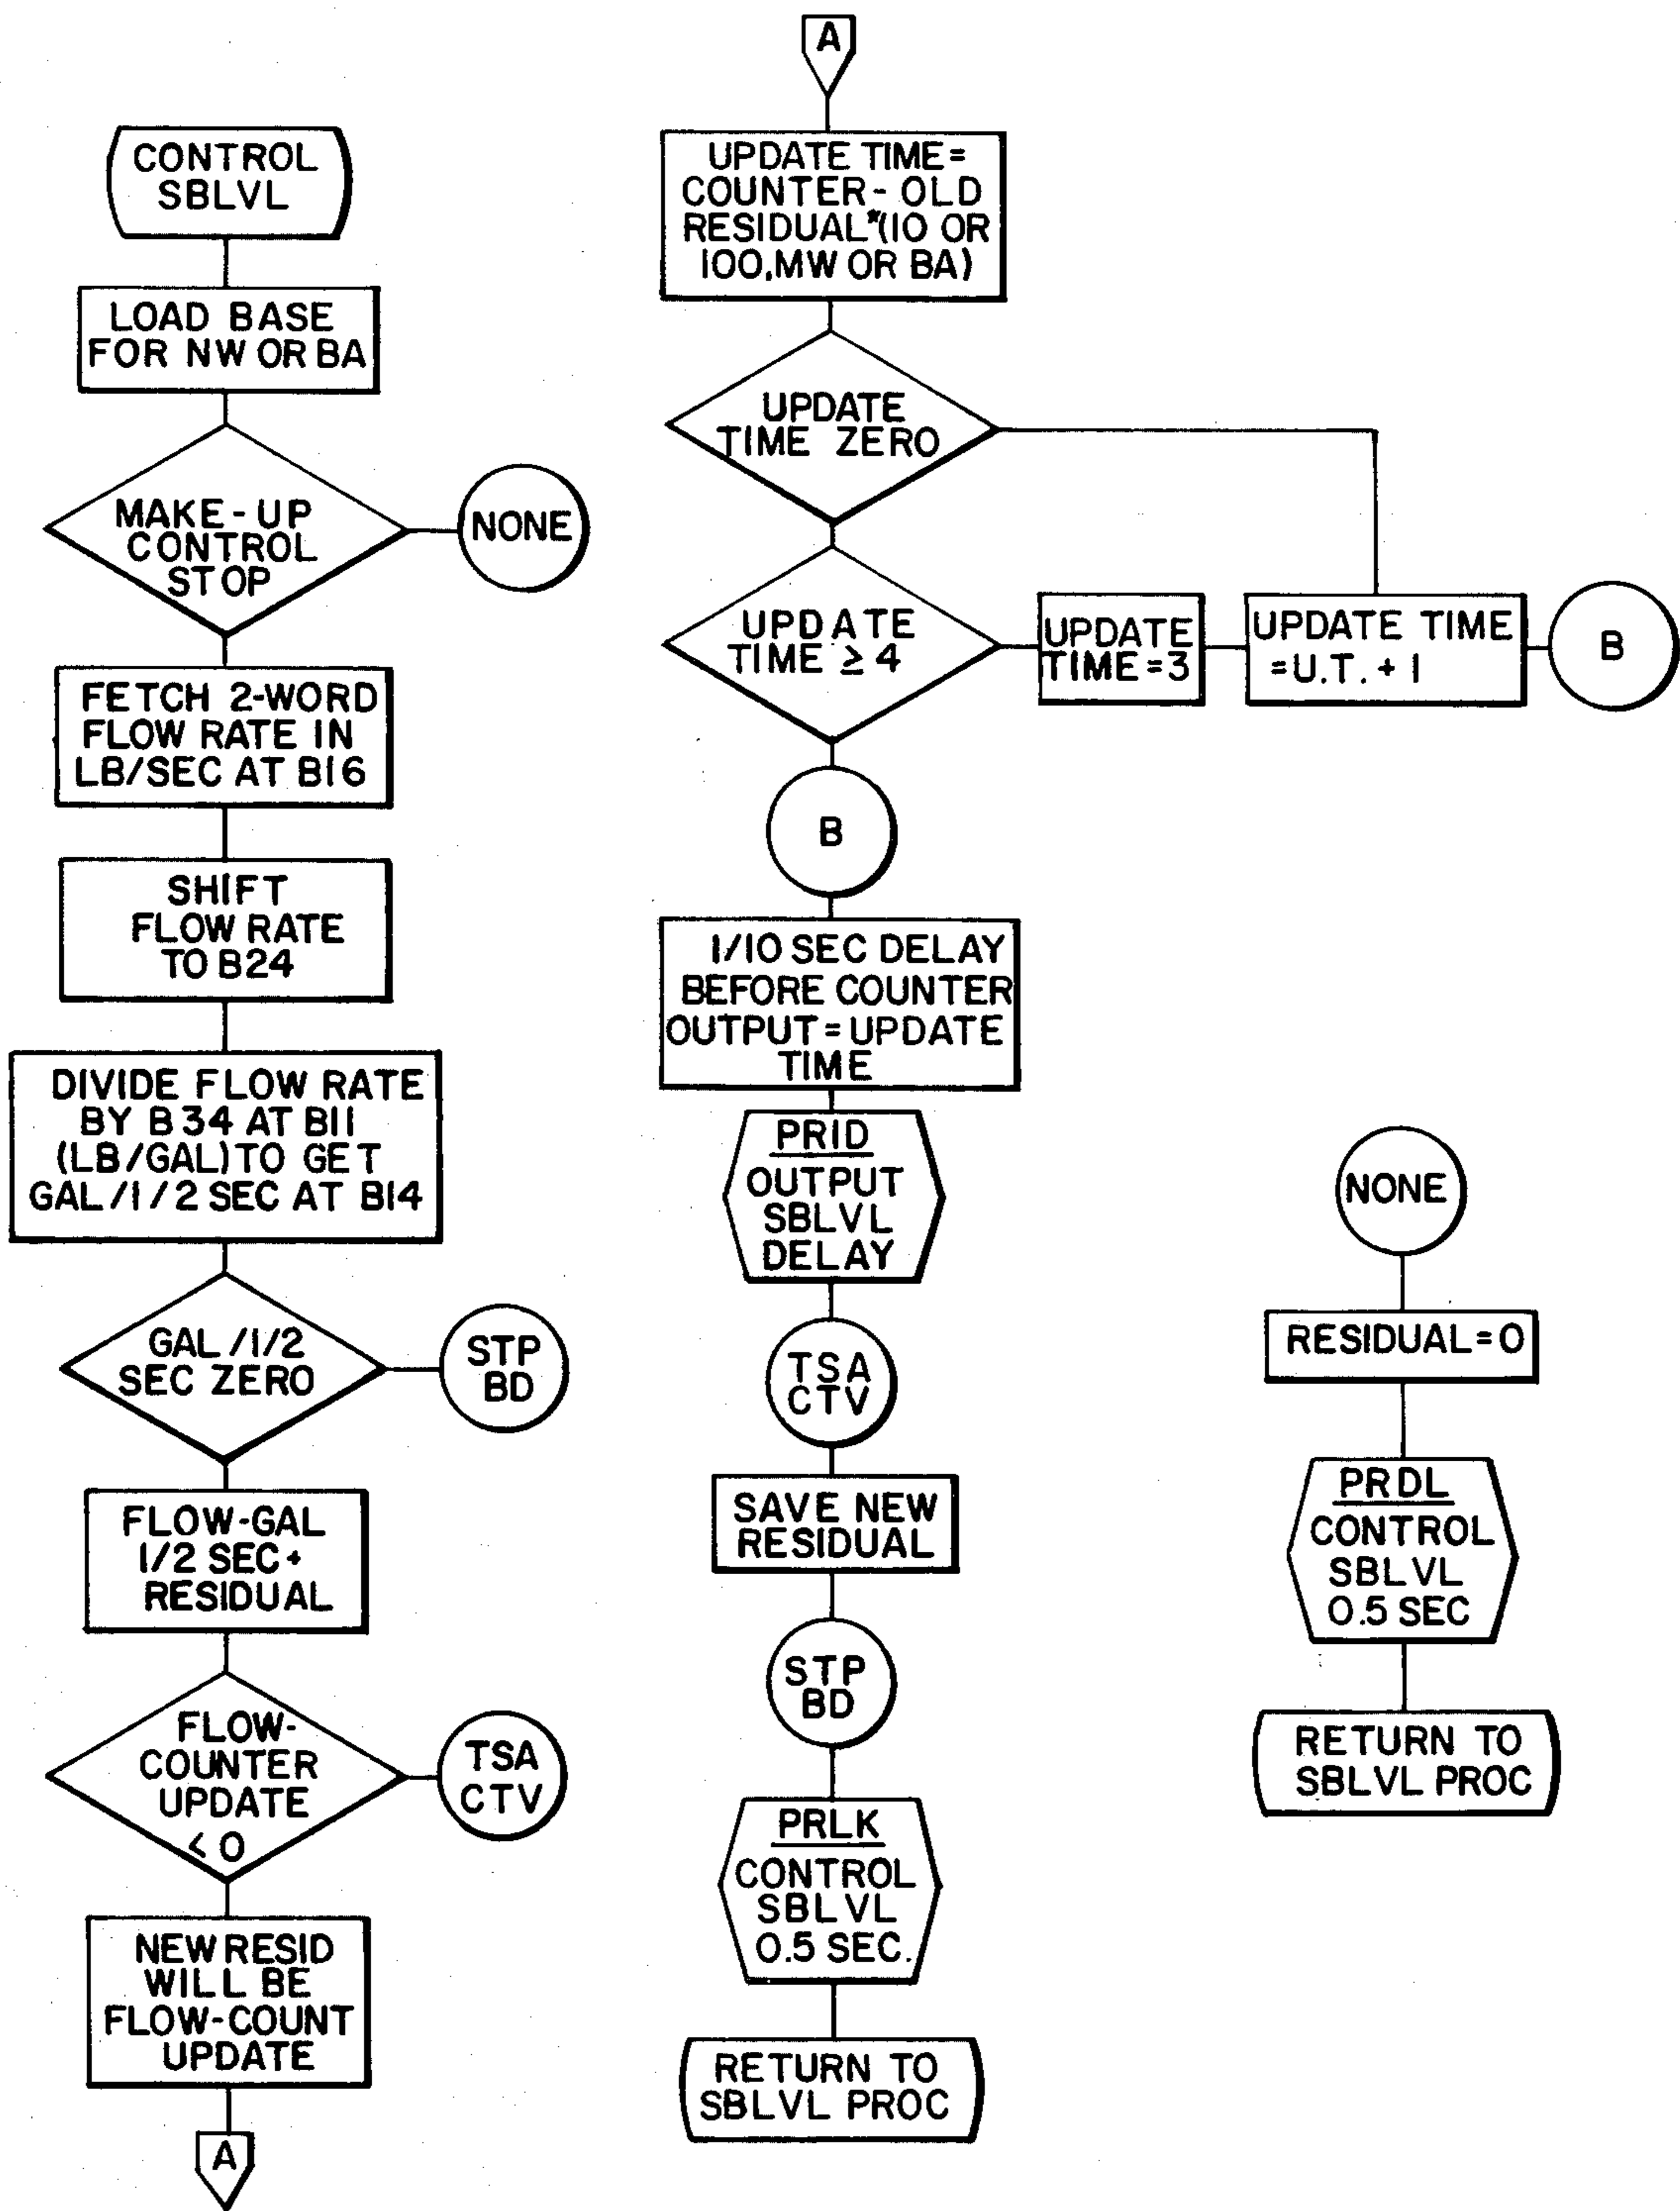 CONTROL
SBLVL
LOAD BASE
FOR NW OR BA
MAKE-UP
CONTROL
STOP
NONE
FETCH 2-WORD
FLOW RATE IN
LB/SEC AT B16
SHIFT
FLOW RATE
TO B24
DIVIDE FLOW RATE
BY B34 AT B11
(LB/GAL) TO GET
GAL/1/2 SEC AT B14
GAL/1/2
SEC ZERO
STP
BD
FLOW-GAL
1/2 SEC+
RESIDUAL
FLOW-
COUNTER
UPDATE
< 0
TSA
CTV
NEW RESID
WILL BE
FLOW-COUNT
UPDATE
A
A
UPDATE TIME=
COUNTER-OLD
RESIDUAL*(10 OR
100,MW OR BA)
UPDATE
TIME ZERO
UPDATE
TIME ≥ 4
UPDATE
TIME=3
UPDATE TIME
=U.T.+1
B
B
1/10 SEC DELAY
BEFORE COUNTER
OUTPUT=UPDATE
TIME
PRID
OUTPUT
SBLVL
DELAY
TSA
CTV
SAVE NEW
RESIDUAL
STP
BD
PRLK
CONTROL
SBLVL
0.5 SEC.
RETURN TO
SBLVL PROC
NONE
RESIDUAL=0
PRDL
CONTROL
SBLVL
0.5 SEC
RETURN TO
SBLVL PROC